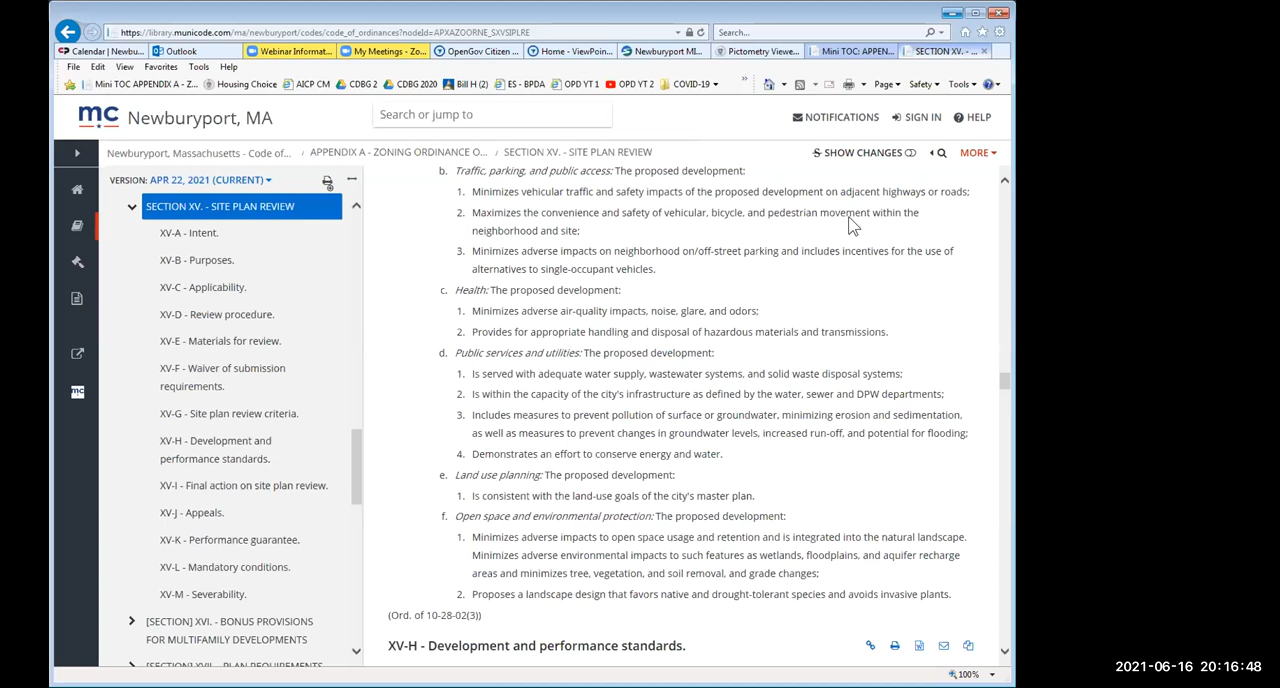 https://library.municode.com/ma/newburyport/codes/code_of_ordinances?nodeId=APXAZOORNE_SXVSIPLRE
Search...
Calendar | Newbu...
Outlook
Webinar Informat...
My Meetings - Zo...
OpenGov Citizen ...
Home - ViewPoin...
Newburyport MI...
Pictometry Viewe...
Mini TOC: APPEN...
SECTION XV. - ...
File Edit View Favorites Tools Help
Mini TOC APPENDIX A - Z...
Housing Choice
AICP CM
CDBG 2
CDBG 2020
Bill H (2)
ES - BPDA
OPD YT 1
OPD YT 2
COVID-19
Page
Safety
Tools
mc
Newburyport, MA
Search or jump to
NOTIFICATIONS
SIGN IN
HELP
Newburyport, Massachusetts - Code of...
/ APPENDIX A - ZONING ORDINANCE O...
/ SECTION XV. - SITE PLAN REVIEW
SHOW CHANGES
MORE
VERSION: APR 22, 2021 (CURRENT)
SECTION XV. - SITE PLAN REVIEW
XV-A - Intent.
XV-B - Purposes.
XV-C - Applicability.
XV-D - Review procedure.
XV-E - Materials for review.
XV-F - Waiver of submission
requirements.
XV-G - Site plan review criteria.
XV-H - Development and
performance standards.
XV-I - Final action on site plan review.
XV-J - Appeals.
XV-K - Performance guarantee.
XV-L - Mandatory conditions.
XV-M - Severability.
[SECTION] XVI. - BONUS PROVISIONS
FOR MULTIFAMILY DEVELOPMENTS
[SECTION] XVII. - PLAN REQUIREMENTS
mc
b. Traffic, parking, and public access: The proposed development:
1. Minimizes vehicular traffic and safety impacts of the proposed development on adjacent highways or roads;
2. Maximizes the convenience and safety of vehicular, bicycle, and pedestrian movement within the
neighborhood and site;
3. Minimizes adverse impacts on neighborhood on/off-street parking and includes incentives for the use of
alternatives to single-occupant vehicles.
c. Health: The proposed development:
1. Minimizes adverse air-quality impacts, noise, glare, and odors;
2. Provides for appropriate handling and disposal of hazardous materials and transmissions.
d. Public services and utilities: The proposed development:
1. Is served with adequate water supply, wastewater systems, and solid waste disposal systems;
2. Is within the capacity of the city's infrastructure as defined by the water, sewer and DPW departments;
3. Includes measures to prevent pollution of surface or groundwater, minimizing erosion and sedimentation,
as well as measures to prevent changes in groundwater levels, increased run-off, and potential for flooding;
4. Demonstrates an effort to conserve energy and water.
e. Land use planning: The proposed development:
1. Is consistent with the land-use goals of the city's master plan.
f. Open space and environmental protection: The proposed development:
1. Minimizes adverse impacts to open space usage and retention and is integrated into the natural landscape.
Minimizes adverse environmental impacts to such features as wetlands, floodplains, and aquifer recharge
areas and minimizes tree, vegetation, and soil removal, and grade changes;
2. Proposes a landscape design that favors native and drought-tolerant species and avoids invasive plants.
(Ord. of 10-28-02(3))
XV-H - Development and performance standards.
100%
2021-06-16 20:16:48